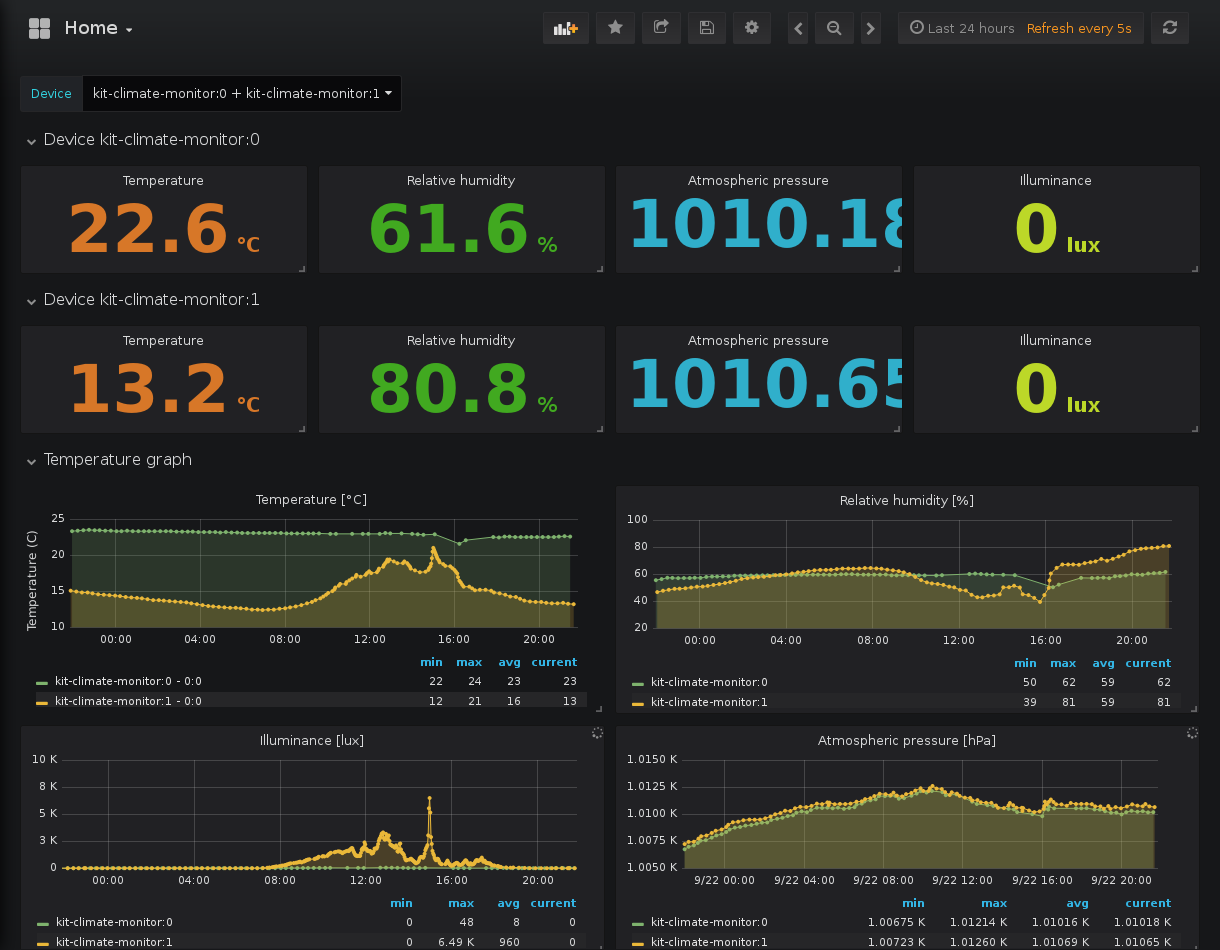 Home
Last 24 hours Refresh every 5s
Device kit-climate-monitor:0 + kit-climate-monitor:1
Device kit-climate-monitor:0
Temperature Relative humidity Atmospheric pressure Illuminance
22.6 °C 61.6 % 1010.18 0 lux
Device kit-climate-monitor:1
Temperature Relative humidity Atmospheric pressure Illuminance
13.2 °C 80.8 % 1010.65 0 lux
Temperature graph
Temperature [°C]
Temperature (C)
25
20
15
10
00:00 04:00 08:00 12:00 16:00 20:00
min max avg current
kit-climate-monitor:0 - 0:0 22 24 23 23
kit-climate-monitor:1 - 0:0 12 21 16 13
Relative humidity [%]
100
80
60
40
20
00:00 04:00 08:00 12:00 16:00 20:00
min max avg current
kit-climate-monitor:0 50 62 59 62
kit-climate-monitor:1 39 81 59 81
Illuminance [lux]
10 K
8 K
5 K
3 K
0
00:00 04:00 08:00 12:00 16:00 20:00
min max avg current
kit-climate-monitor:0 0 48 8 0
kit-climate-monitor:1 0 6.49 K 960 0
Atmospheric pressure [hPa]
1.0150 K
1.0125 K
1.0100 K
1.0075 K
1.0050 K
9/22 00:00 9/22 04:00 9/22 08:00 9/22 12:00 9/22 16:00 9/22 20:00
min max avg current
kit-climate-monitor:0 1.00675 K 1.01214 K 1.01016 K 1.01018 K
kit-climate-monitor:1 1.00723 K 1.01260 K 1.01069 K 1.01065 K